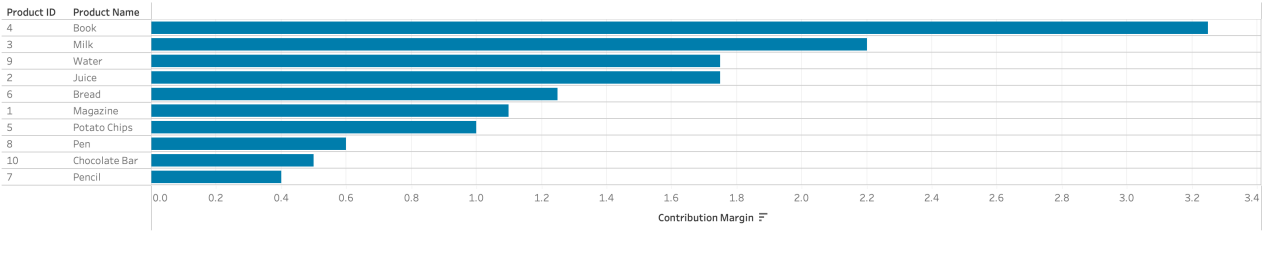 Product ID Product Name
4 Book
3 Milk
9 Water
2 Juice
6 Bread
1 Magazine
5 Potato Chips
8 Pen
10 Chocolate Bar
7 Pencil
0.0 0.2 0.4 0.6 0.8 1.0 1.2 1.4 1.6 1.8 2.0 2.2 2.4 2.6 2.8 3.0 3.2 3.4
Contribution Margin